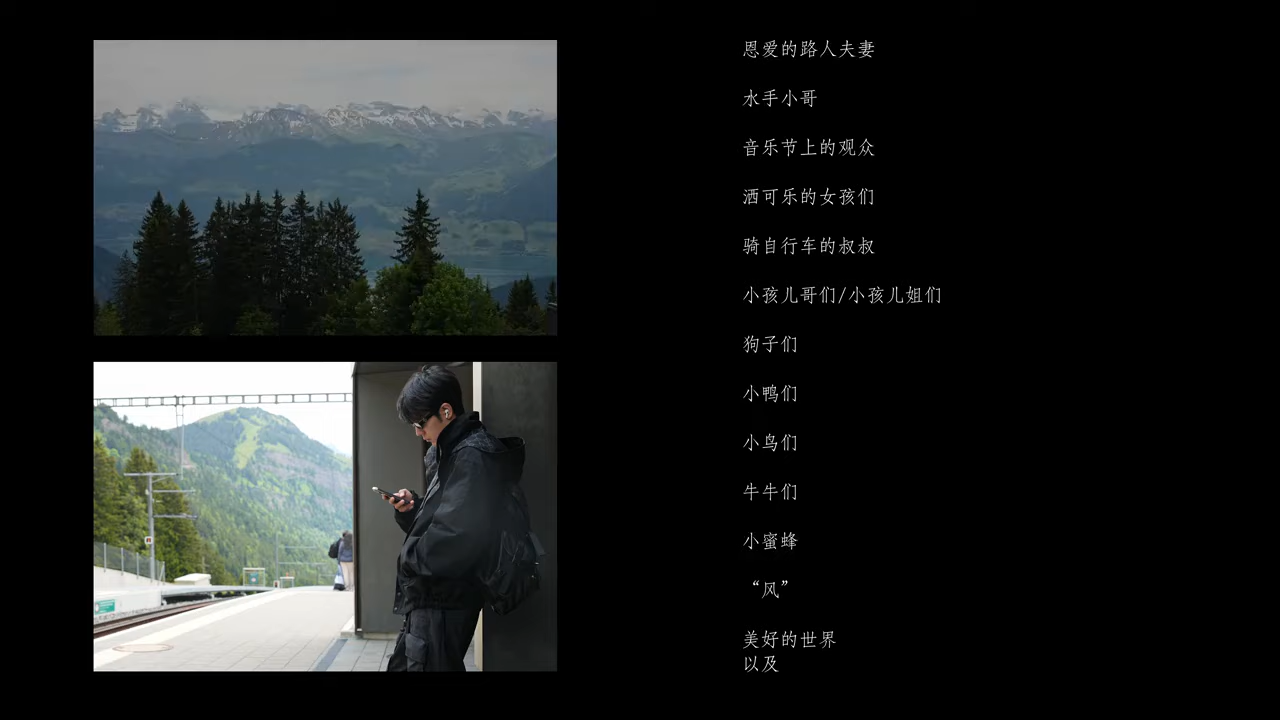 恩爱的路人夫妻
水手小哥
音乐节上的观众
洒可乐的女孩们
骑自行车的叔叔
小孩儿哥们/小孩儿姐们
狗子们
小鸭们
小鸟们
牛牛们
小蜜蜂
“风”
美好的世界
以及